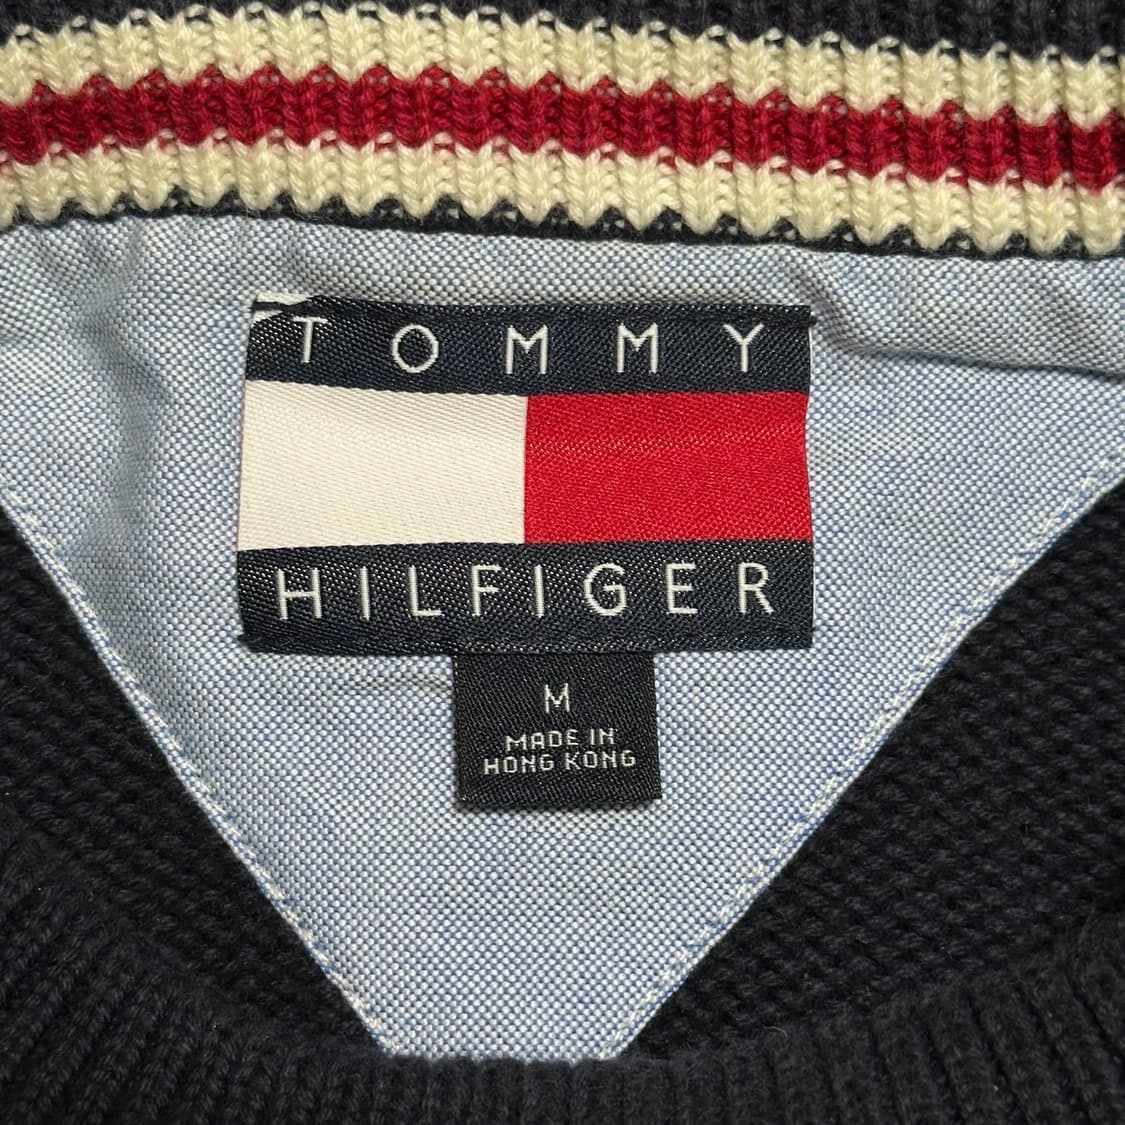 TOMMY
HILFIGER
M
MADE IN
HONG KONG